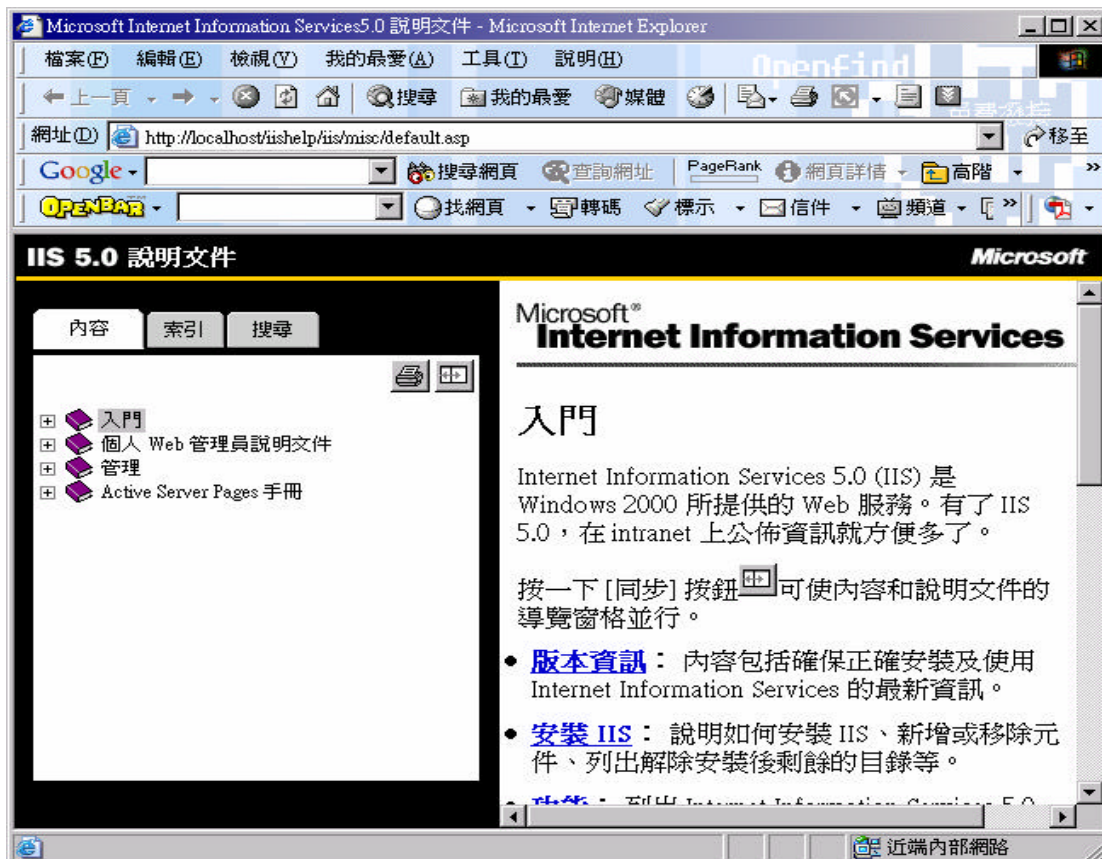 Microsoft Internet Information Services5.0 說明文件 - Microsoft Internet Explorer
檔案(F) 編輯(E) 檢視(V) 我的最愛(A) 工具(T) 說明(H)
Openfind
上一頁 搜尋 我的最愛 媒體
網址(D) http://localhost/iishelp/iis/misc/default.asp 移至
Google 搜尋網頁 查詢網址 PageRank 網頁詳情 高階 »
OPENBAR 找網頁 轉碼 標示 信件 頻道 »
IIS 5.0 說明文件 Microsoft
內容 索引 搜尋
入門
個人 Web 管理員說明文件
管理
Active Server Pages 手冊
Microsoft®
Internet Information Services
入門
Internet Information Services 5.0 (IIS) 是
Windows 2000 所提供的 Web 服務。有了 IIS
5.0，在 intranet 上公佈資訊就方便多了。
按一下 [同步] 按鈕可使內容和說明文件的
導覽窗格並行。
• 版本資訊： 內容包括確保正確安裝及使用
Internet Information Services 的最新資訊。
• 安裝 IIS： 說明如何安裝 IIS、新增或移除元
件、列出解除安裝後剩餘的目錄等。
• 功能： 列出 Internet Information Services 5.0
近端內部網路